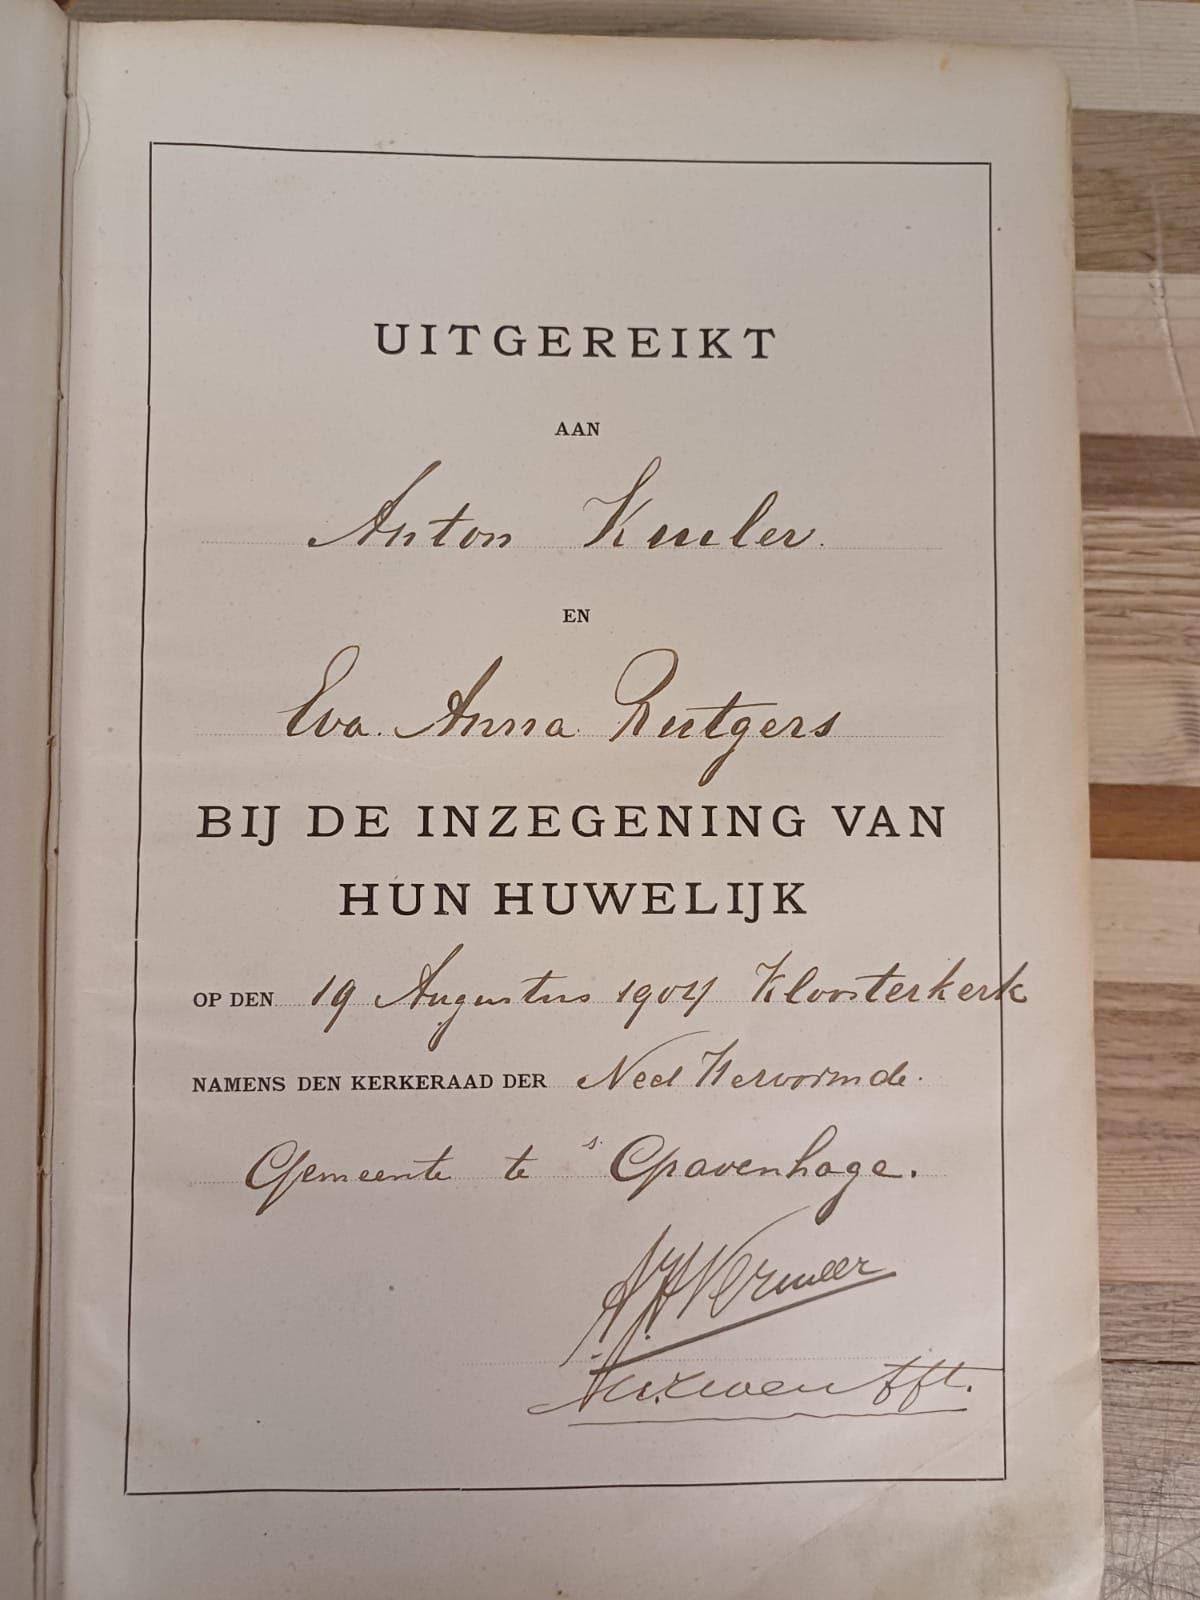 UITGEREIKT
AAN
Anton Kuiler.
EN
Eva Anna Rutgers
BIJ DE INZEGENING VAN
HUN HUWELIJK
OP DEN 19 Augustus 1904 Kloosterkerk
NAMENS DEN KERKERAAD DER Ned Hervormde
Gemeente te 's Gravenhage.
A.H. Vermeer